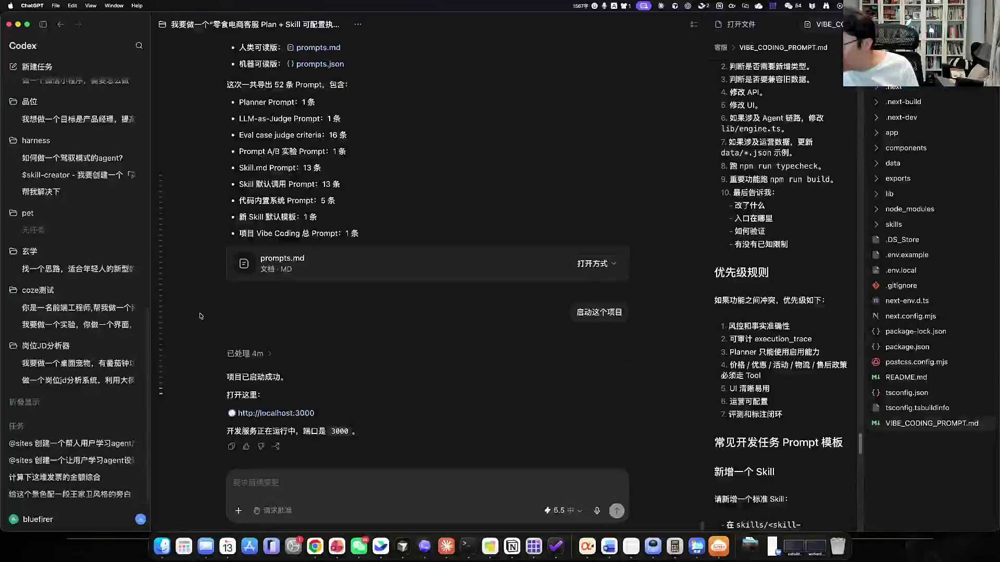 ChatGPT File Edit View Window Help
1567字 1 2 54
Codex
新建任务
做一个微信小程序，需要怎么做
品位
我想做一个目标是产品经理，提高
harness
如何做一个驾驭模式的agent?
$skill-creator - 我要创建一个「
帮我解决下
pet
无任务
玄学
找一个思路，适合年轻人的新型的
coze测试
你是一名前端工程师,帮我做一个
我要做一个实验，你做一个界面，
岗位JD分析器
我要做一个桌面宠物，有番茄钟功
做一个岗位jd分析系统，利用大模
折叠显示
任务
@sites 创建一个帮人用户学习agent
@sites 创建一个让用户学习agent设
计算下这堆发票的金额综合
给这个景色配一段王家卫风格的旁白
bluefirer
我要做一个“零食电商客服 Plan + Skill 可配置执... ···
人类可读版： prompts.md
机器可读版： {} prompts.json
这次一共导出 52 条 Prompt，包含：
Planner Prompt：1 条
LLM-as-Judge Prompt：1 条
Eval case judge criteria：16 条
Prompt A/B 实验 Prompt：1 条
Skill.md Prompt：13 条
Skill 默认调用 Prompt：13 条
代码内置系统 Prompt：5 条
新 Skill 默认模板：1 条
项目 Vibe Coding 总 Prompt：1 条
prompts.md
文档 · MD
打开方式
启动这个项目
已处理 4m
项目已启动成功。
打开这里：
http://localhost:3000
开发服务正在运行中，端口是 3000 。
要求后续变更
请求批准
5.5 中
打开文件 VIBE_CO
客服 > VIBE_CODING_PROMPT.md
2. 判断是否需要新增类型。
3. 判断是否要兼容旧数据。
4. 修改 API。
5. 修改 UI。
6. 如果涉及 Agent 链路，修改
lib/engine.ts。
7. 如果涉及运营数据，更新
data/*.json 示例。
8. 跑 npm run typecheck。
9. 重要功能跑 npm run build。
10. 最后告诉我：
- 改了什么
- 入口在哪里
- 如何验证
- 有没有已知限制
优先级规则
如果功能之间冲突，优先级如下：
1. 风控和事实准确性
2. 可审计 execution_trace
3. Planner 只能使用启用能力
4. 价格 / 优惠 / 活动 / 物流 / 售后政策
必须走 Tool
5. UI 清晰易用
6. 运营可配置
7. 评测和标注闭环
常见开发任务 Prompt 模板
新增一个 Skill
请新增一个标准 Skill：
- 在 skills/<skill-
.next
.next-build
.next-dev
app
components
data
exports
lib
node_modules
skills
.DS_Store
.env.example
.env.local
.gitignore
next-env.d.ts
next.config.mjs
package-lock.json
package.json
postcss.config.mjs
README.md
tsconfig.json
tsconfig.tsbuildinfo
VIBE_CODING_PROMPT.md